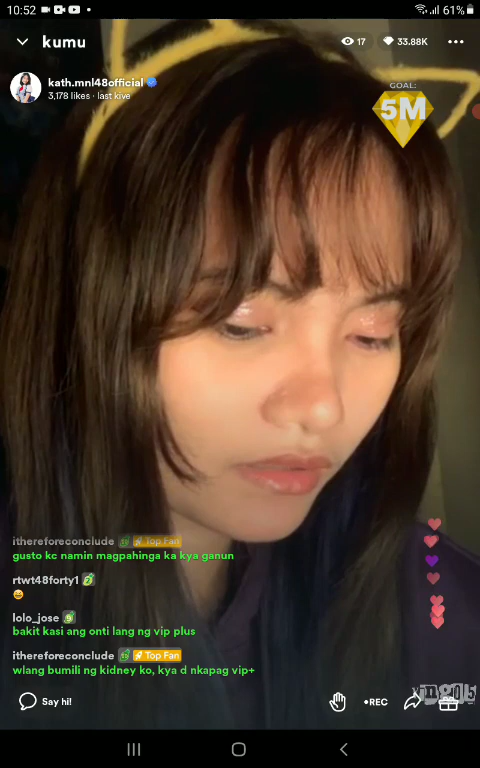 10:52
61%
kumu
17
33.88K
kath.mnl48official
3,178 likes · last kive
GOAL:
5M
ithereforeconclude Top Fan
gusto kc namin magpahinga ka kya ganun
rtwt48forty1
lolo_jose
bakit kasi ang onti lang ng vip plus
ithereforeconclude Top Fan
wlang bumili ng kidney ko, kya d nkapag vip+
Say hi!
•REC